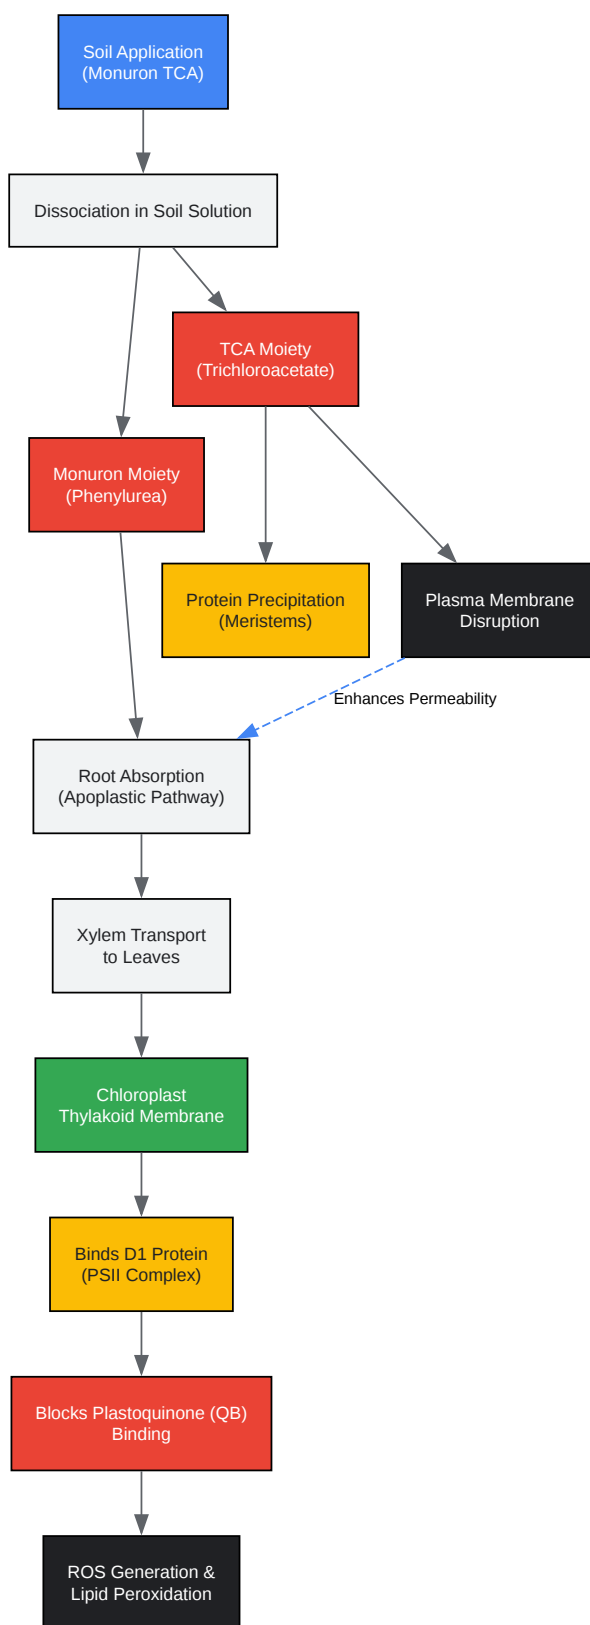 Soil Application
(Monuron TCA)
Dissociation in Soil Solution
TCA Moiety
(Trichloroacetate)
Monuron Moiety
(Phenylurea)
Protein Precipitation
(Meristems)
Plasma Membrane
Disruption
Enhances Permeability
Root Absorption
(Apoplastic Pathway)
Xylem Transport
to Leaves
Chloroplast
Thylakoid Membrane
Binds D1 Protein
(PSII Complex)
Blocks Plastoquinone (QB)
Binding
ROS Generation &
Lipid Peroxidation